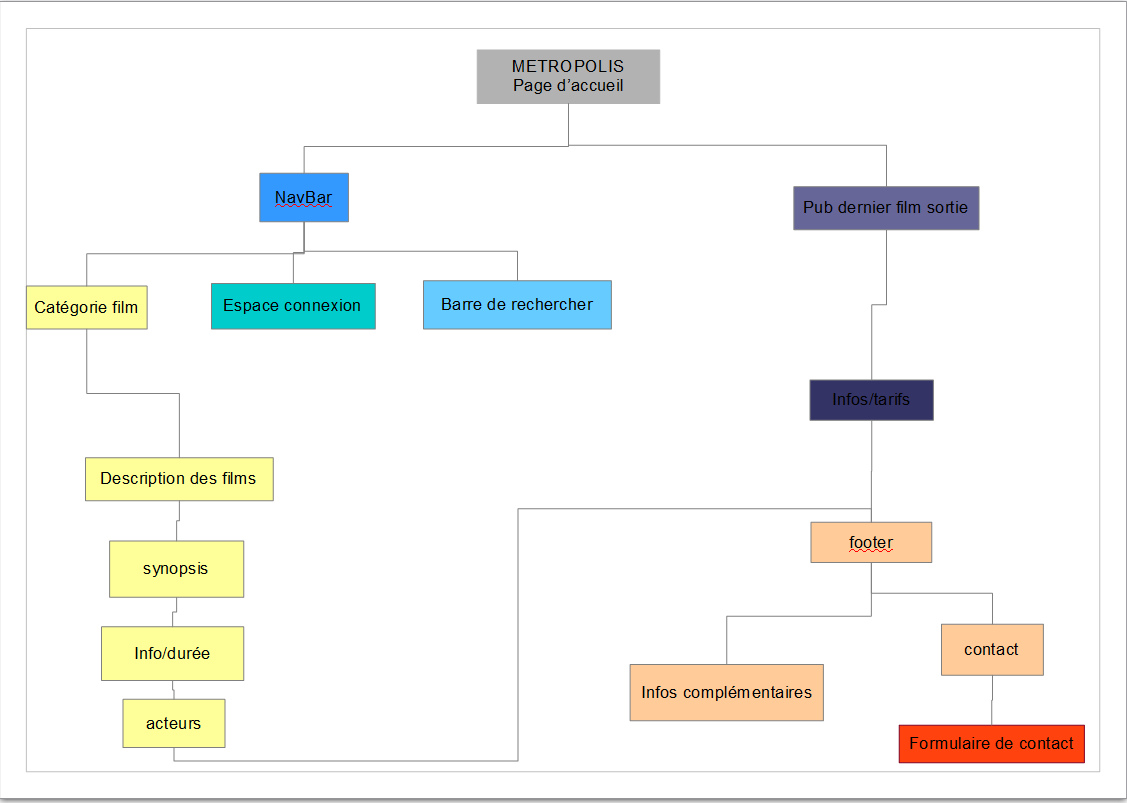 METROPOLIS
Page d’accueil
NavBar
Pub dernier film sortie
Catégorie film
Espace connexion
Barre de rechercher
Infos/tarifs
Description des films
footer
synopsis
Info/durée
contact
Infos complémentaires
acteurs
Formulaire de contact